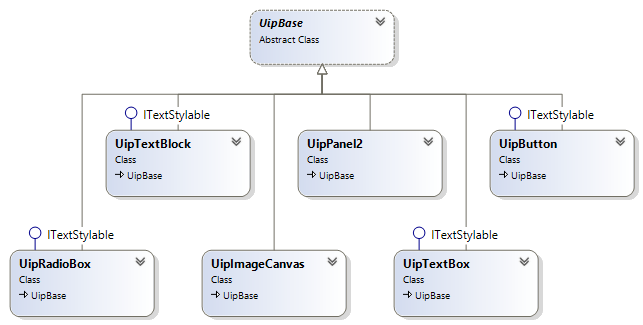 UipBase
Abstract Class
ITextStylable
ITextStylable
UipTextBlock
Class
UipBase
UipPanel2
Class
UipBase
UipButton
Class
UipBase
ITextStylable
ITextStylable
UipRadioBox
Class
UipBase
UipImageCanvas
Class
UipBase
UipTextBox
Class
UipBase